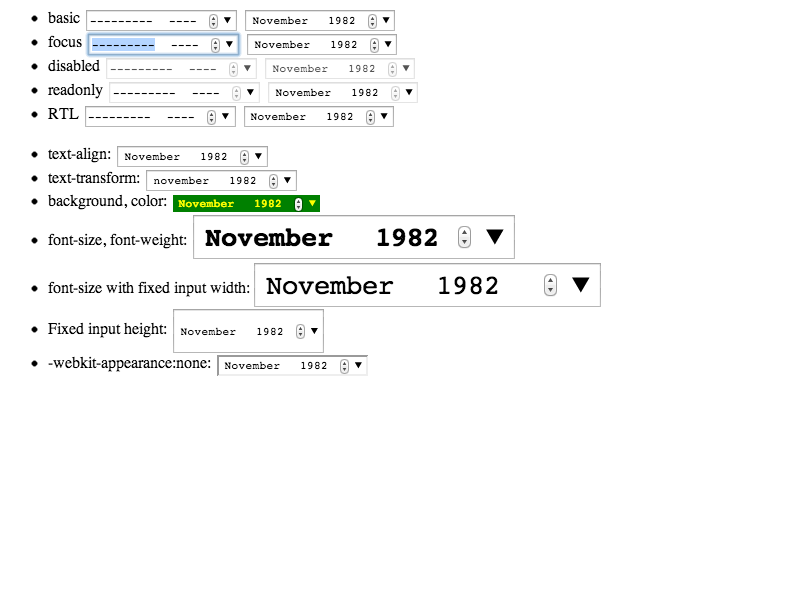 basic --------- ---- November 1982
focus --------- ---- November 1982
disabled --------- ---- November 1982
readonly --------- ---- November 1982
RTL --------- ---- November 1982
text-align: November 1982
text-transform: november 1982
background, color: November 1982
font-size, font-weight: November 1982
font-size with fixed input width: November 1982
Fixed input height: November 1982
-webkit-appearance:none: November 1982